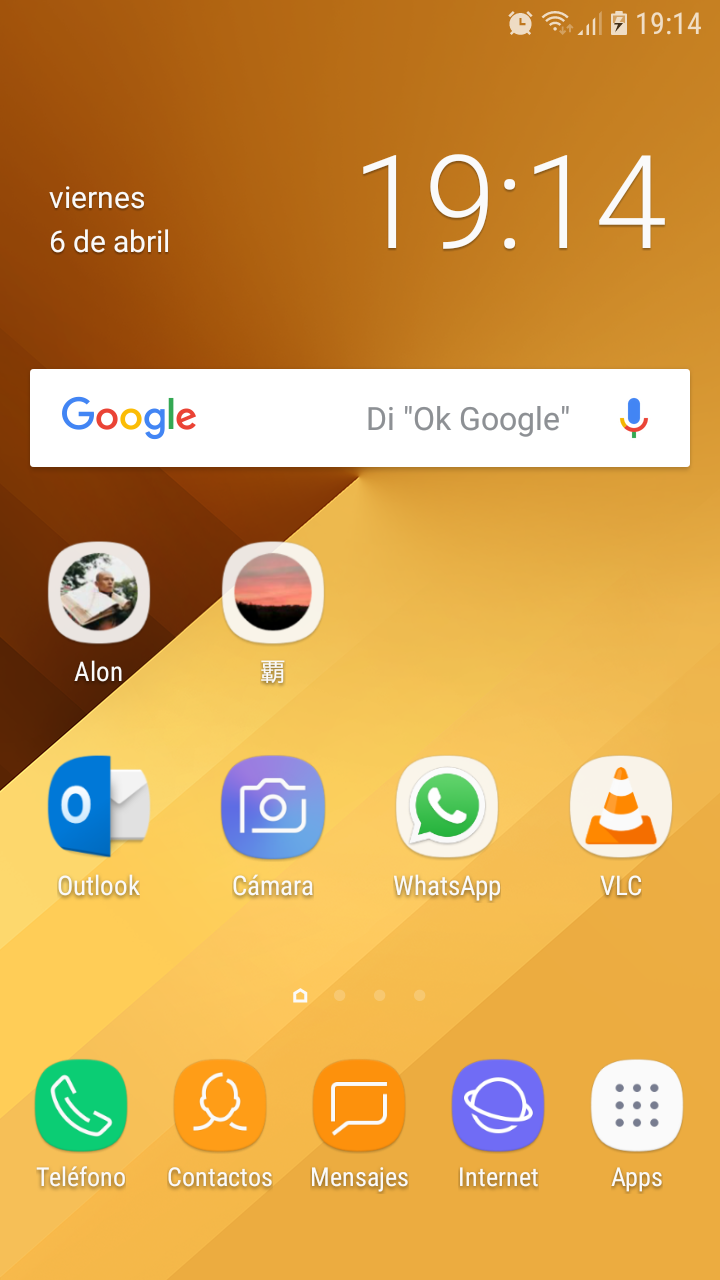 19:14
19:14
viernes
6 de abril
Google Di "Ok Google"
Alon 覇
Outlook Cámara WhatsApp VLC
Teléfono Contactos Mensajes Internet Apps